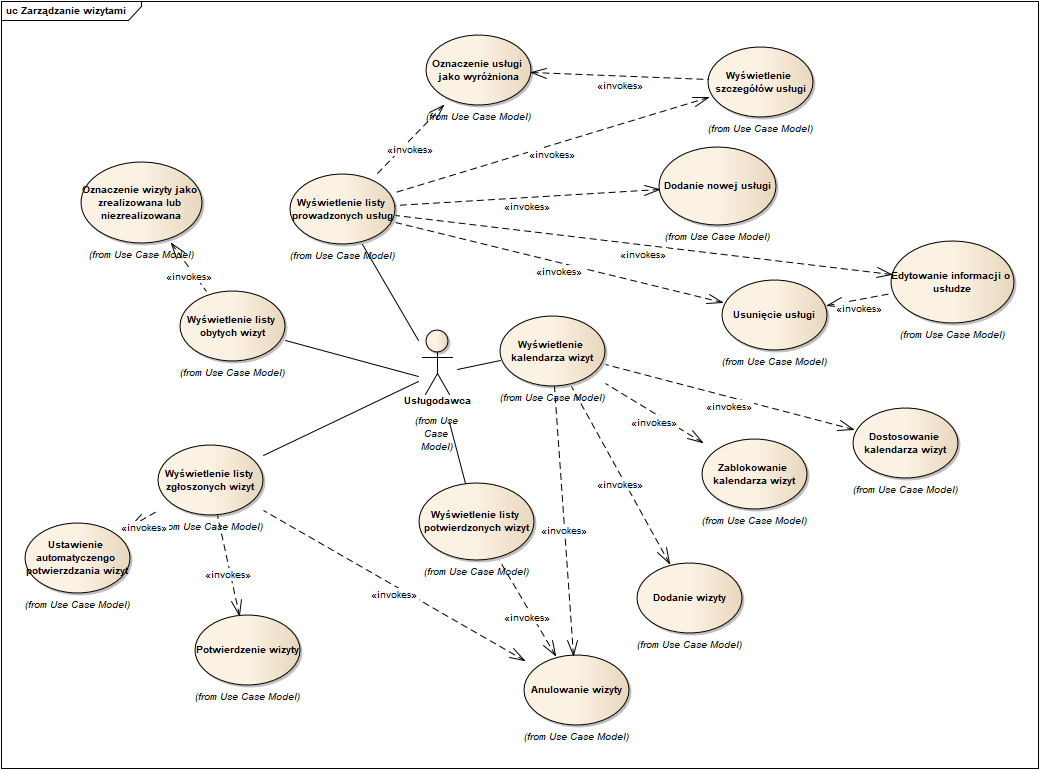 uc Zarządzanie wizytami
Oznaczenie usługi
jako wyróżniona
(from Use Case Model)
«invokes»
Wyświetlenie
szczegółów usługi
(from Use Case Model)
«invokes»
«invokes»
Oznaczenie wizyty jako
zrealizowana lub
niezrealizowana
(from Use Case Model)
Wyświetlenie listy
prowadzonych usług
(from Use Case Model)
Dodanie nowej usługi
(from Use Case Model)
«invokes»
«invokes»
«invokes»
«invokes»
Edytowanie informacji o
usłudze
(from Use Case Model)
«invokes»
Usunięcie usługi
(from Use Case Model)
Wyświetlenie listy
obytych wizyt
(from Use Case Model)
Wyświetlenie
kalendarza wizyt
(from Use Case Model)
Usługodawca
(from Use
Case
Model)
«invokes»
«invokes»
Dostosowanie
kalendarza wizyt
(from Use Case Model)
Zablokowanie
kalendarza wizyt
(from Use Case Model)
Wyświetlenie listy
zgłoszonych wizyt
(from Use Case Model)
«invokes»
Wyświetlenie listy
potwierdzonych wizyt
(from Use Case Model)
«invokes»
«invokes»
Ustawienie
automatyczengo
potwierzdzania wizyt
(from Use Case Model)
«invokes»
«invokes»
«invokes»
Dodanie wizyty
(from Use Case Model)
Potwierdzenie wizyty
(from Use Case Model)
Anulowanie wizyty
(from Use Case Model)